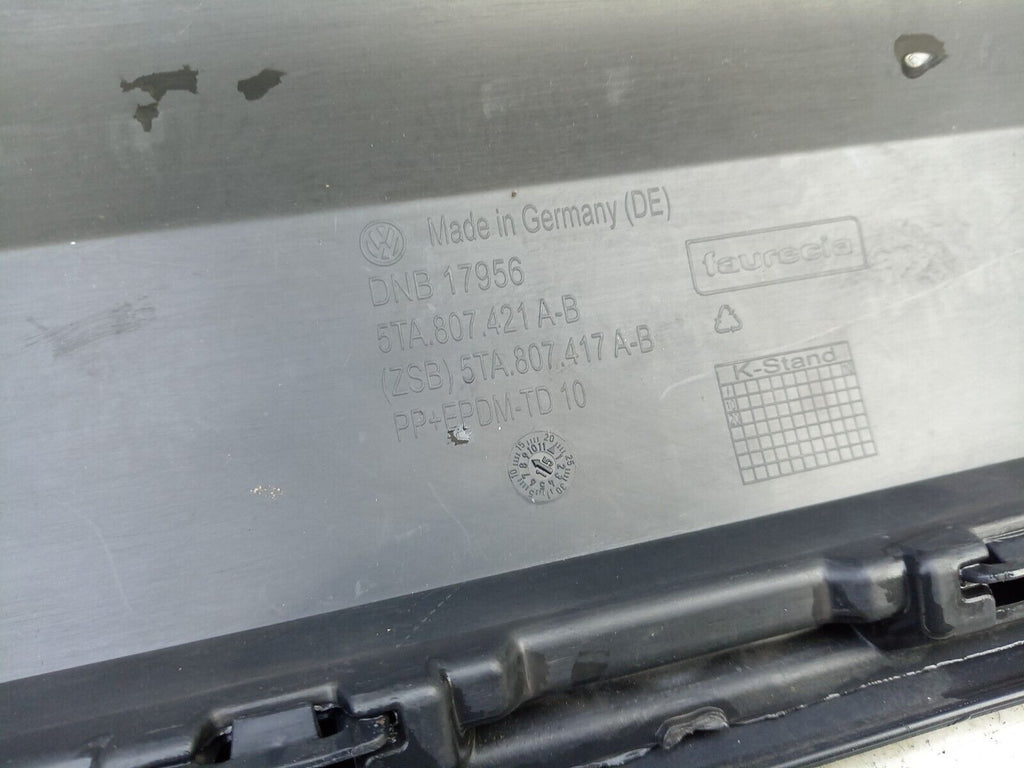 Made in Germany (DE)
DNB 17956
5TA.807.421 A-B
(ZSB) 5TA.807.417 A-B
PP+EPDM-TD 10
faurecia
K-Stand